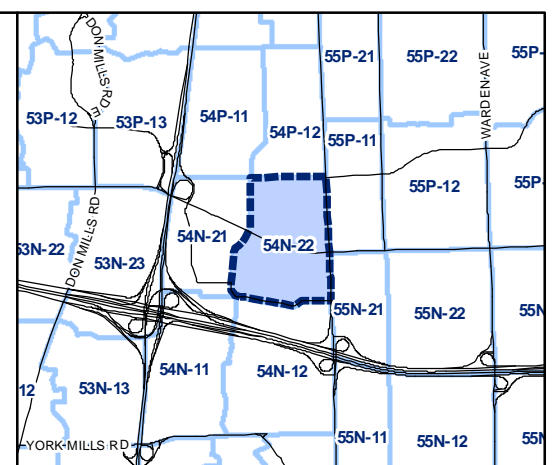 DON MILLS RD E
55P-21
55P-22
55P-
WARDEN AVE
53P-12
53P-13
54P-11
54P-12
55P-11
55P-12
55P-
DON MILLS RD
53N-22
53N-23
54N-21
54N-22
55N-21
55N-22
55N
12
53N-13
54N-11
54N-12
YORK MILLS RD
55N-11
55N-12
55N